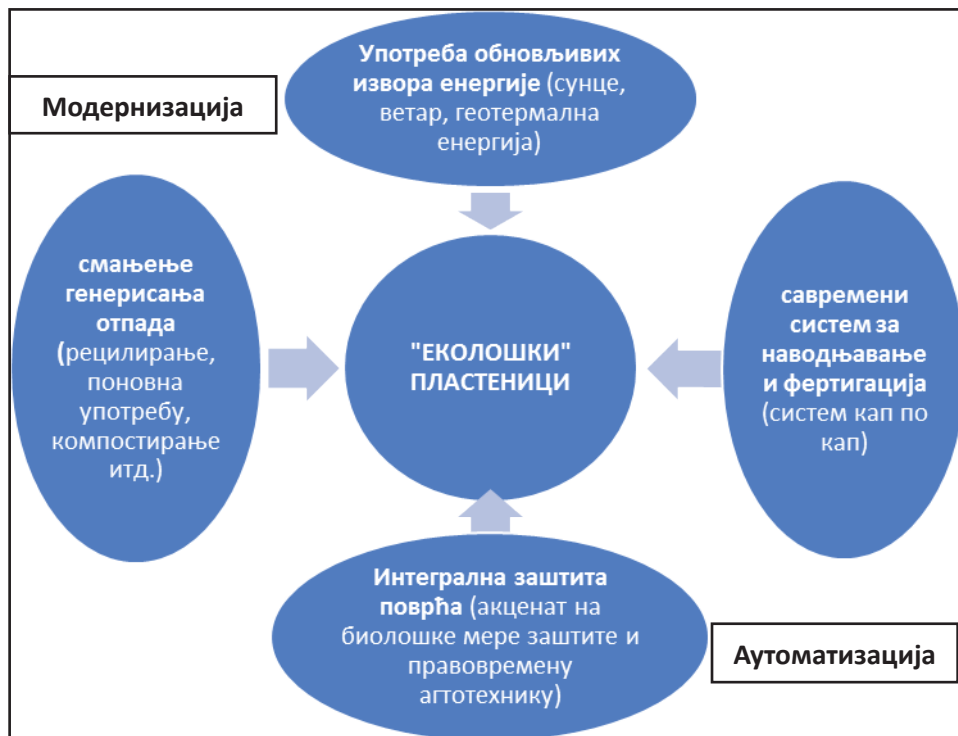 Модернизација
Употреба обновљивих
извора енергије (сунце,
ветар, геотермална
енергија)
смањење
генерисања
отпада
(рецилирање,
поновна
употребу,
компостирање
итд.)
"ЕКОЛОШКИ"
ПЛАСТЕНИЦИ
савремени
систем за
наводњавање
и фертигација
(систем кап по
кап)
Интегрална заштита
поврћа (акценат на
биолошке мере заштите и
правовремену
агтотехнику)
Аутоматизација